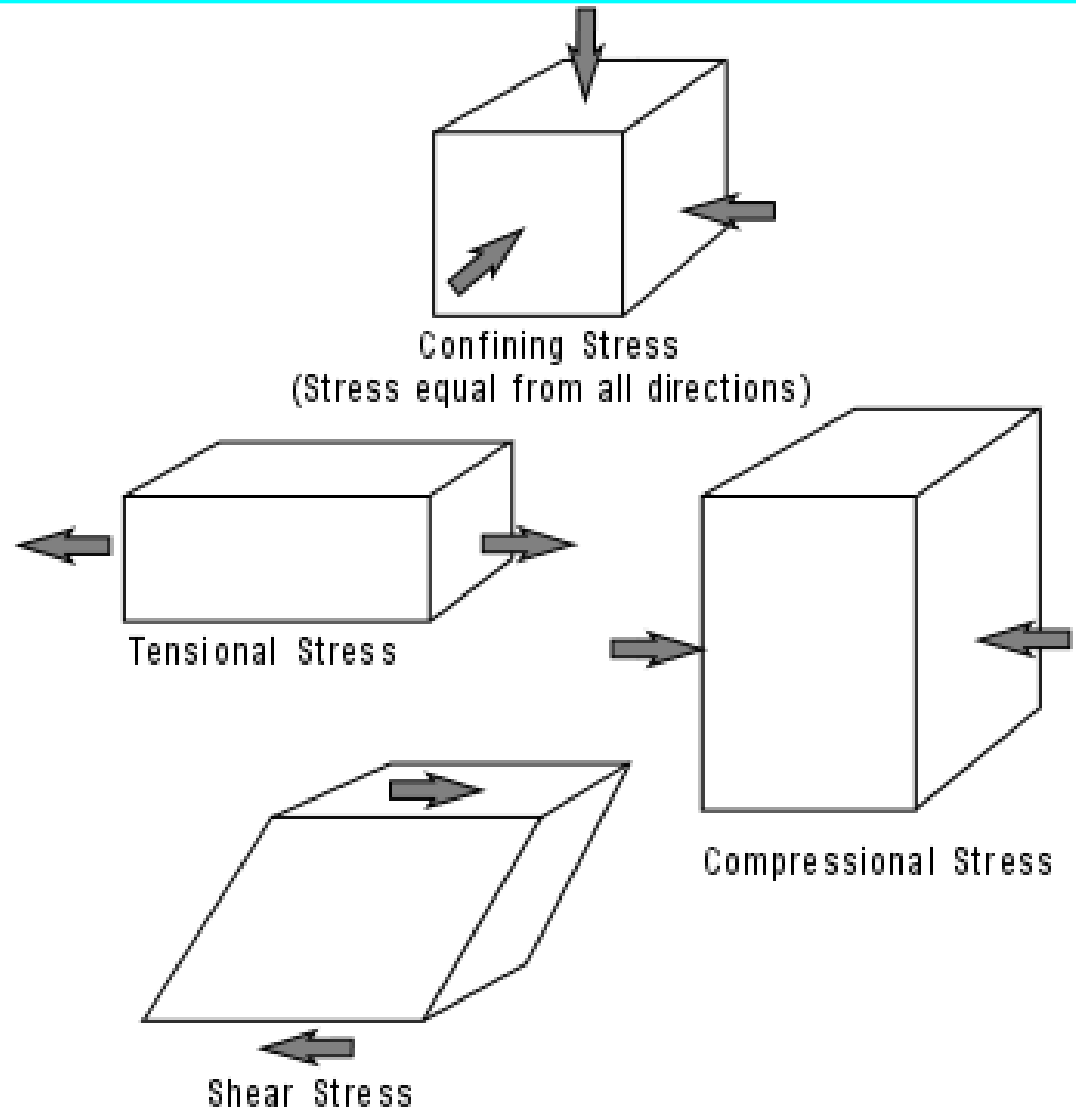 Confining Stress
(Stress equal from all directions)
Tensional Stress
Compressional Stress
Shear Stress